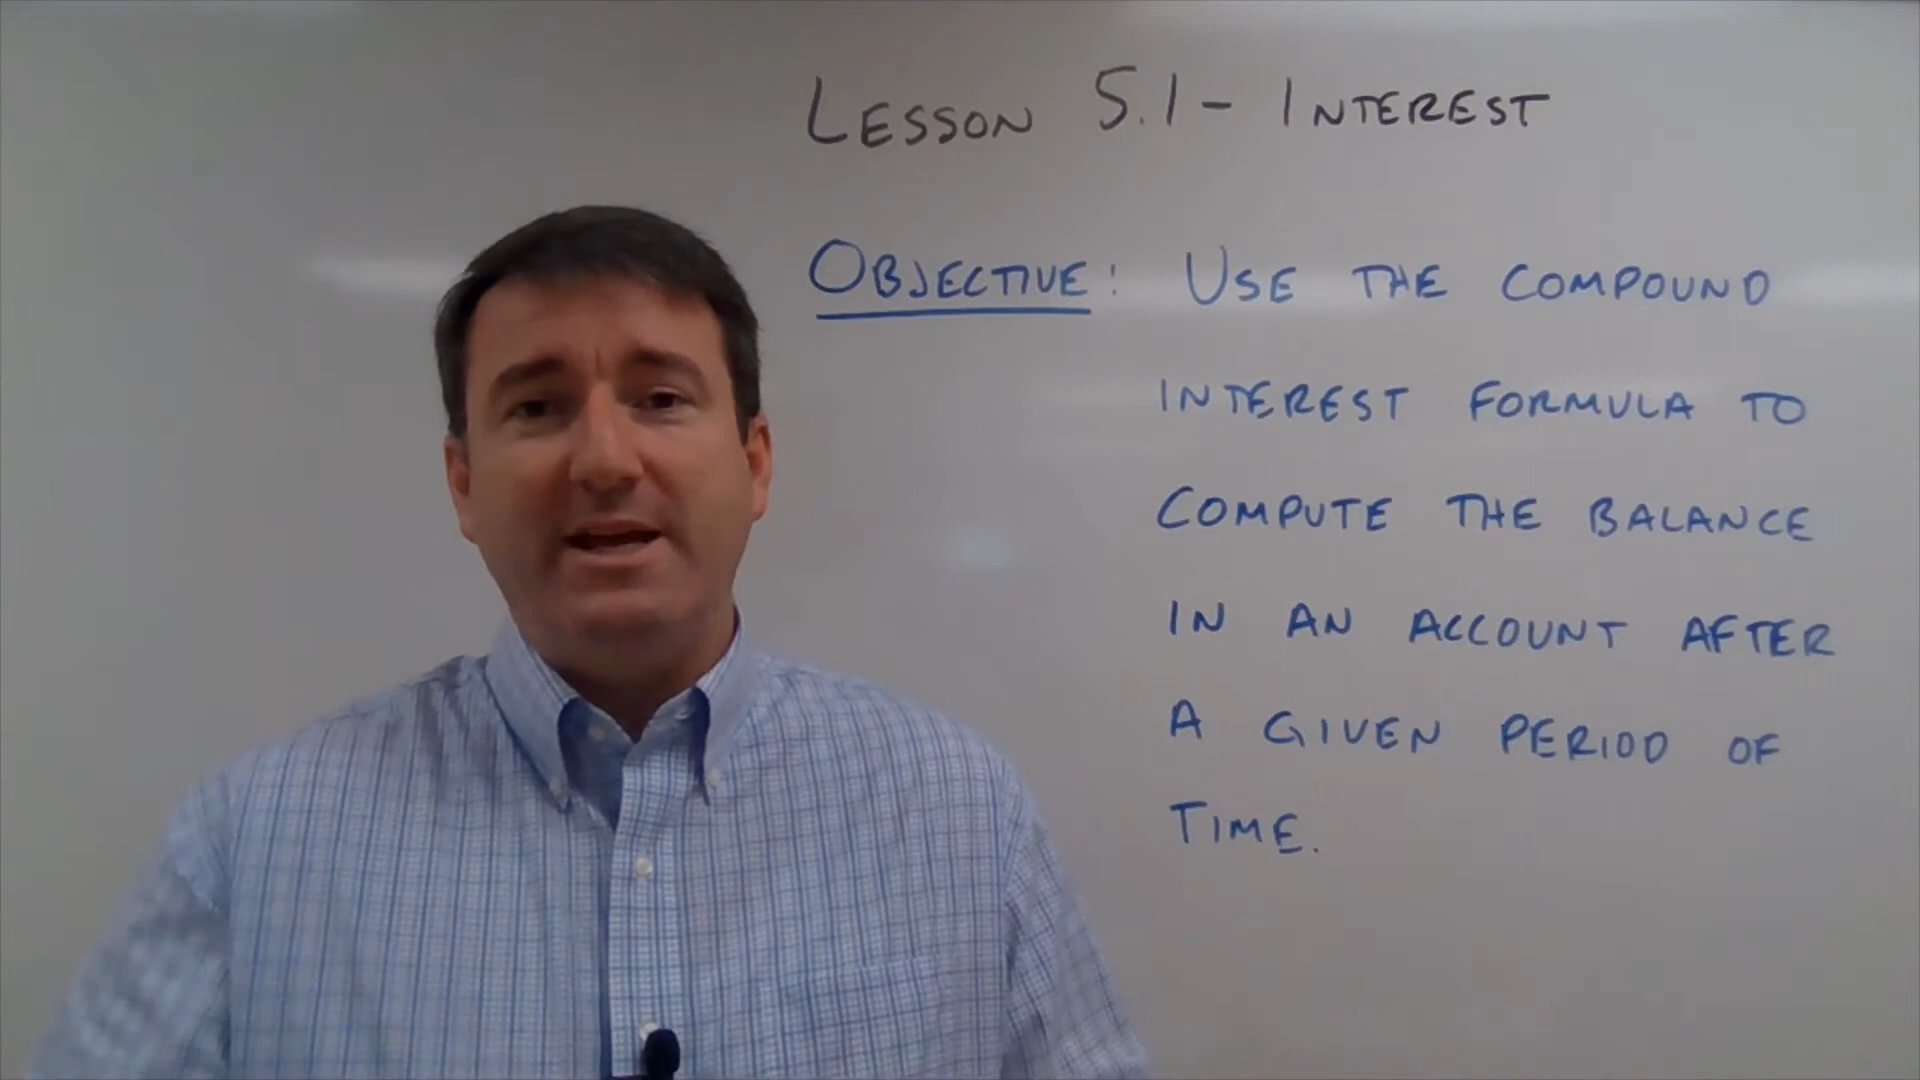 LESSON 5.1 - INTEREST
OBJECTIVE: USE THE COMPOUND
INTEREST FORMULA TO
COMPUTE THE BALANCE
IN AN ACCOUNT AFTER
A GIVEN PERIOD OF
TIME.